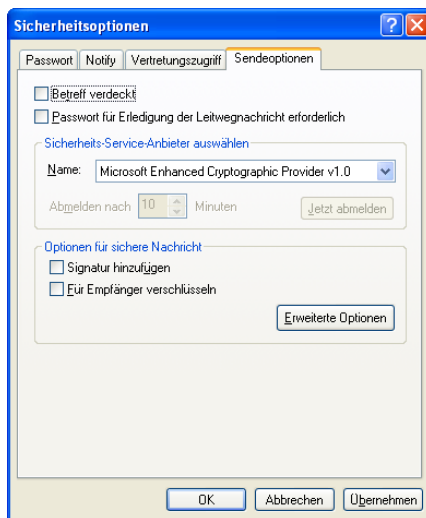 Sicherheitsoptionen
Passwort Notify Vertretungszugriff Sendeoptionen
Betreff verdeckt
Passwort für Erledigung der Leitwegnachricht erforderlich
Sicherheits-Service-Anbieter auswählen
Name: Microsoft Enhanced Cryptographic Provider v1.0
Abmelden nach 10 Minuten Jetzt abmelden
Optionen für sichere Nachricht
Signatur hinzufügen
Für Empfänger verschlüsseln
Erweiterte Optionen
OK Abbrechen Übernehmen